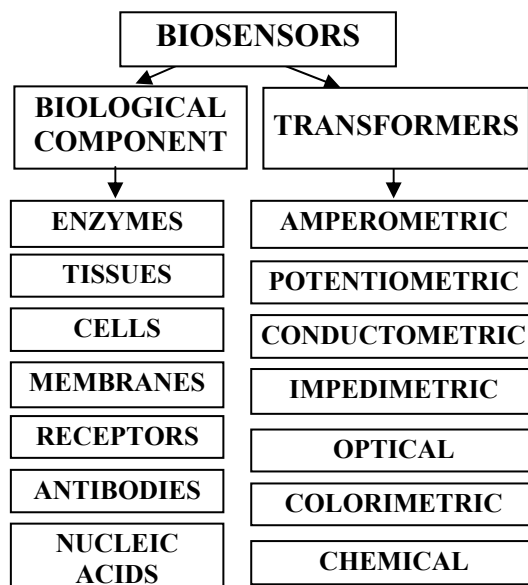 BIOSENSORS
BIOLOGICAL
COMPONENT
TRANSFORMERS
ENZYMES
TISSUES
CELLS
MEMBRANES
RECEPTORS
ANTIBODIES
NUCLEIC
ACIDS
AMPEROMETRIC
POTENTIOMETRIC
CONDUCTOMETRIC
IMPEDIMETRIC
OPTICAL
COLORIMETRIC
CHEMICAL